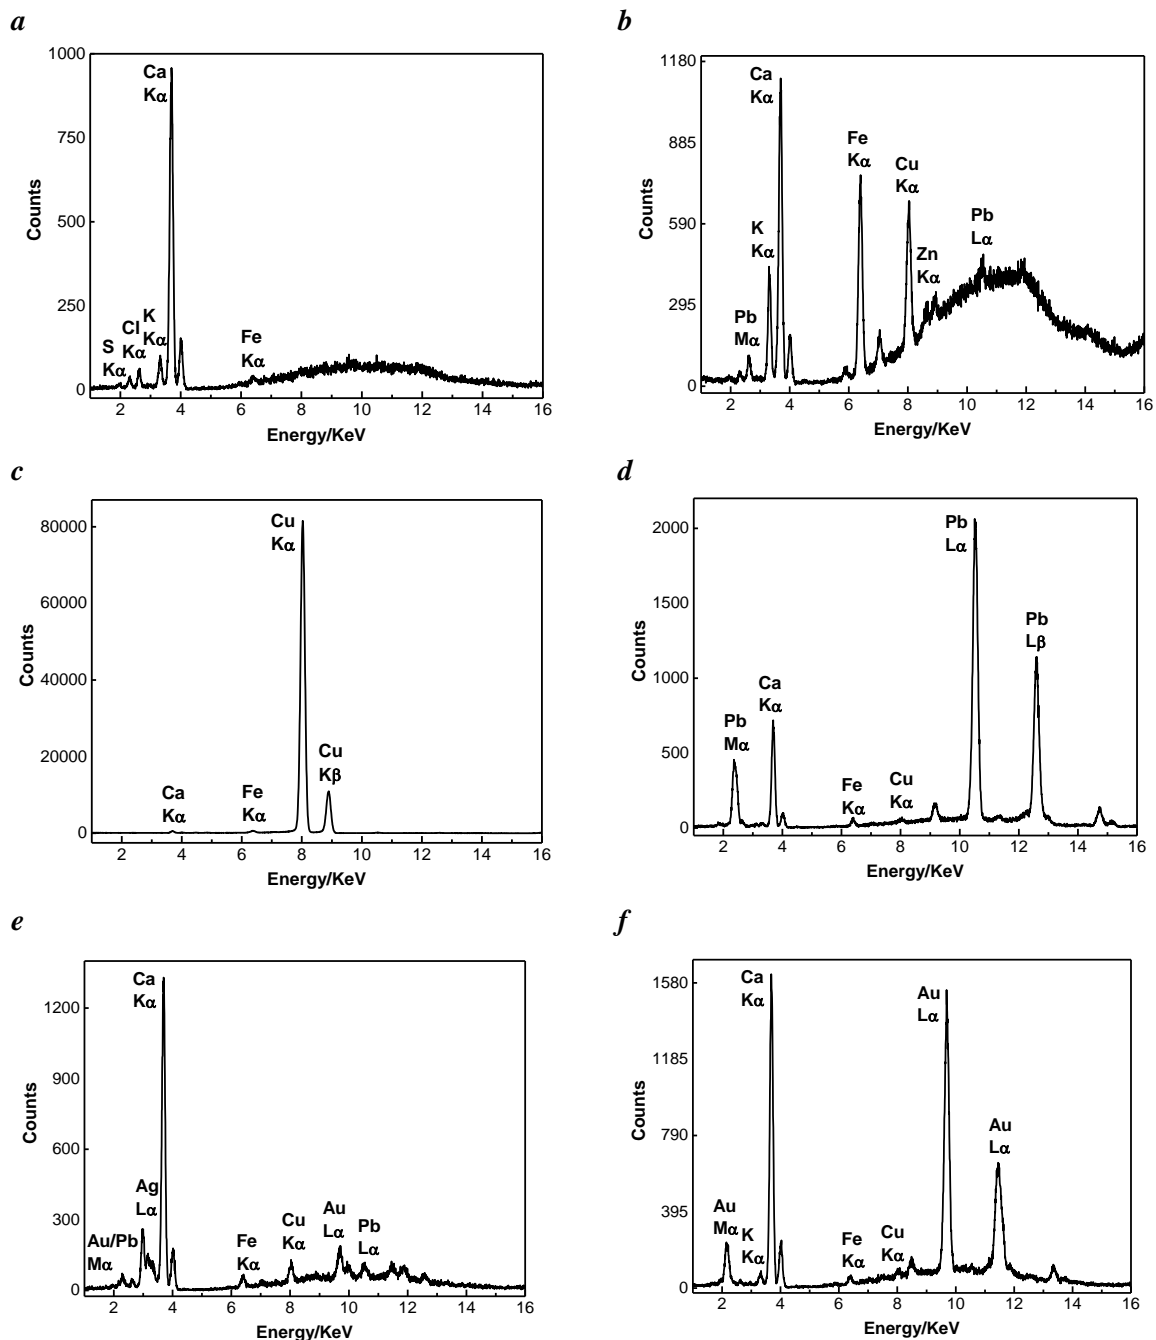 a
1000
750
500
250
0
Counts
Ca
Kα
S
Kα
Cl
Kα
K
Kα
Fe
Kα
2 4 6 8 10 12 14 16
Energy/KeV
b
1180
885
590
295
0
Counts
Ca
Kα
K
Kα
Pb
Mα
Fe
Kα
Cu
Kα
Zn
Kα
Pb
Lα
2 4 6 8 10 12 14 16
Energy/KeV
c
80000
60000
40000
20000
0
Counts
Cu
Kα
Cu
Kβ
Ca
Kα
Fe
Kα
2 4 6 8 10 12 14 16
Energy/KeV
d
2000
1500
1000
500
0
Counts
Pb
Lα
Pb
Lβ
Ca
Kα
Pb
Mα
Fe
Kα
Cu
Kα
2 4 6 8 10 12 14 16
Energy/KeV
e
1200
900
600
300
0
Counts
Ca
Kα
Ag
Lα
Au/Pb
Mα
Fe
Kα
Cu
Kα
Au
Lα
Pb
Lα
2 4 6 8 10 12 14 16
Energy/KeV
f
1580
1185
790
395
0
Counts
Ca
Kα
Au
Lα
Au
Lα
Au
Mα
K
Kα
Fe
Kα
Cu
Kα
2 4 6 8 10 12 14 16
Energy/KeV